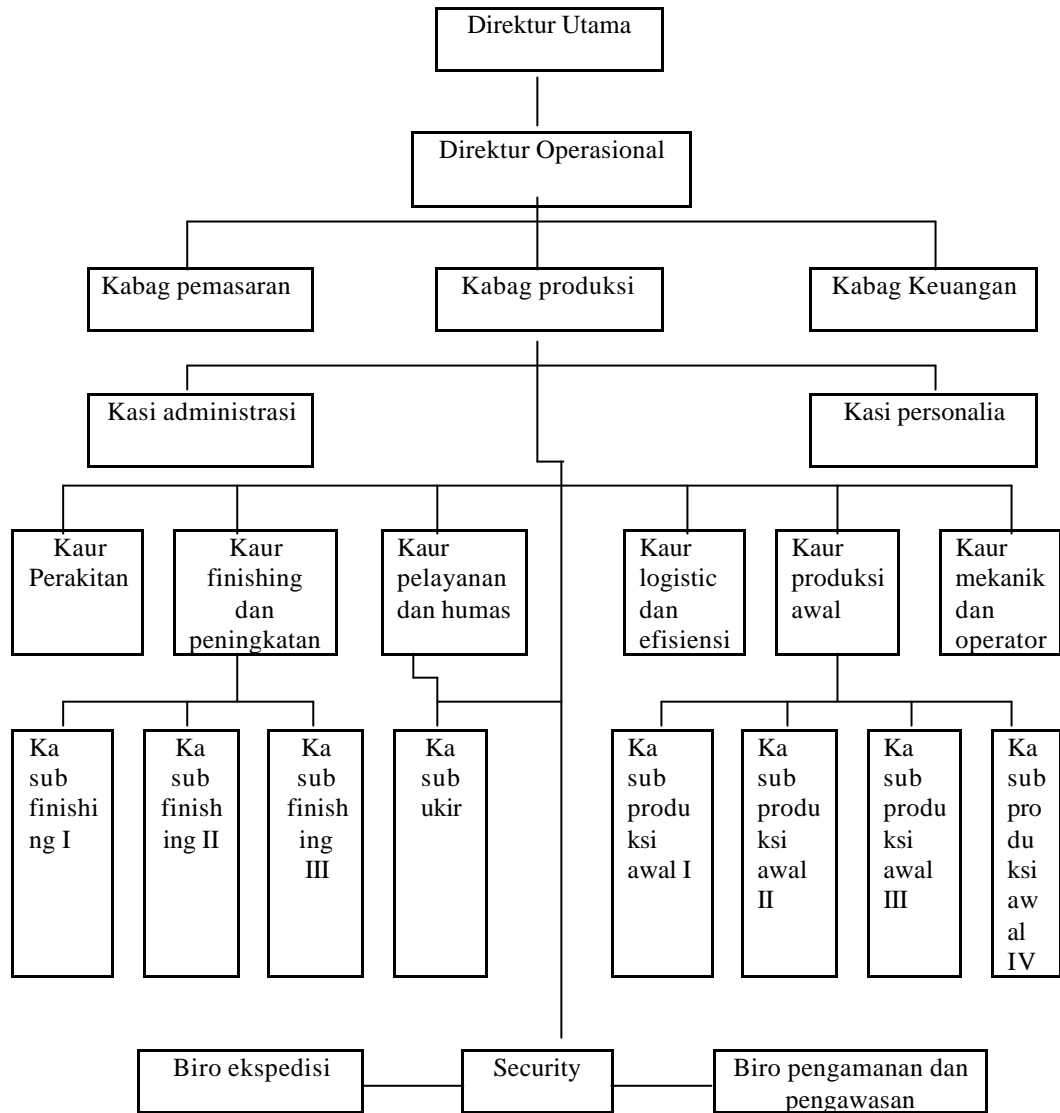 Direktur Utama
Direktur Operasional
Kabag pemasaran
Kabag produksi
Kabag Keuangan
Kasi administrasi
Kasi personalia
Kaur
Perakitan
Kaur
finishing
dan
peningkatan
Kaur
pelayanan
dan humas
Kaur
logistic
dan
efisiensi
Kaur
produksi
awal
Kaur
mekanik
dan
operator
Ka
sub
finishi
ng I
Ka
sub
finish
ing II
Ka
sub
finish
ing
III
Ka
sub
ukir
Ka
sub
produ
ksi
awal I
Ka
sub
produ
ksi
awal
II
Ka
sub
produ
ksi
awal
III
Ka
sub
pro
du
ksi
aw
al
IV
Biro ekspedisi
Security
Biro pengamanan dan
pengawasan